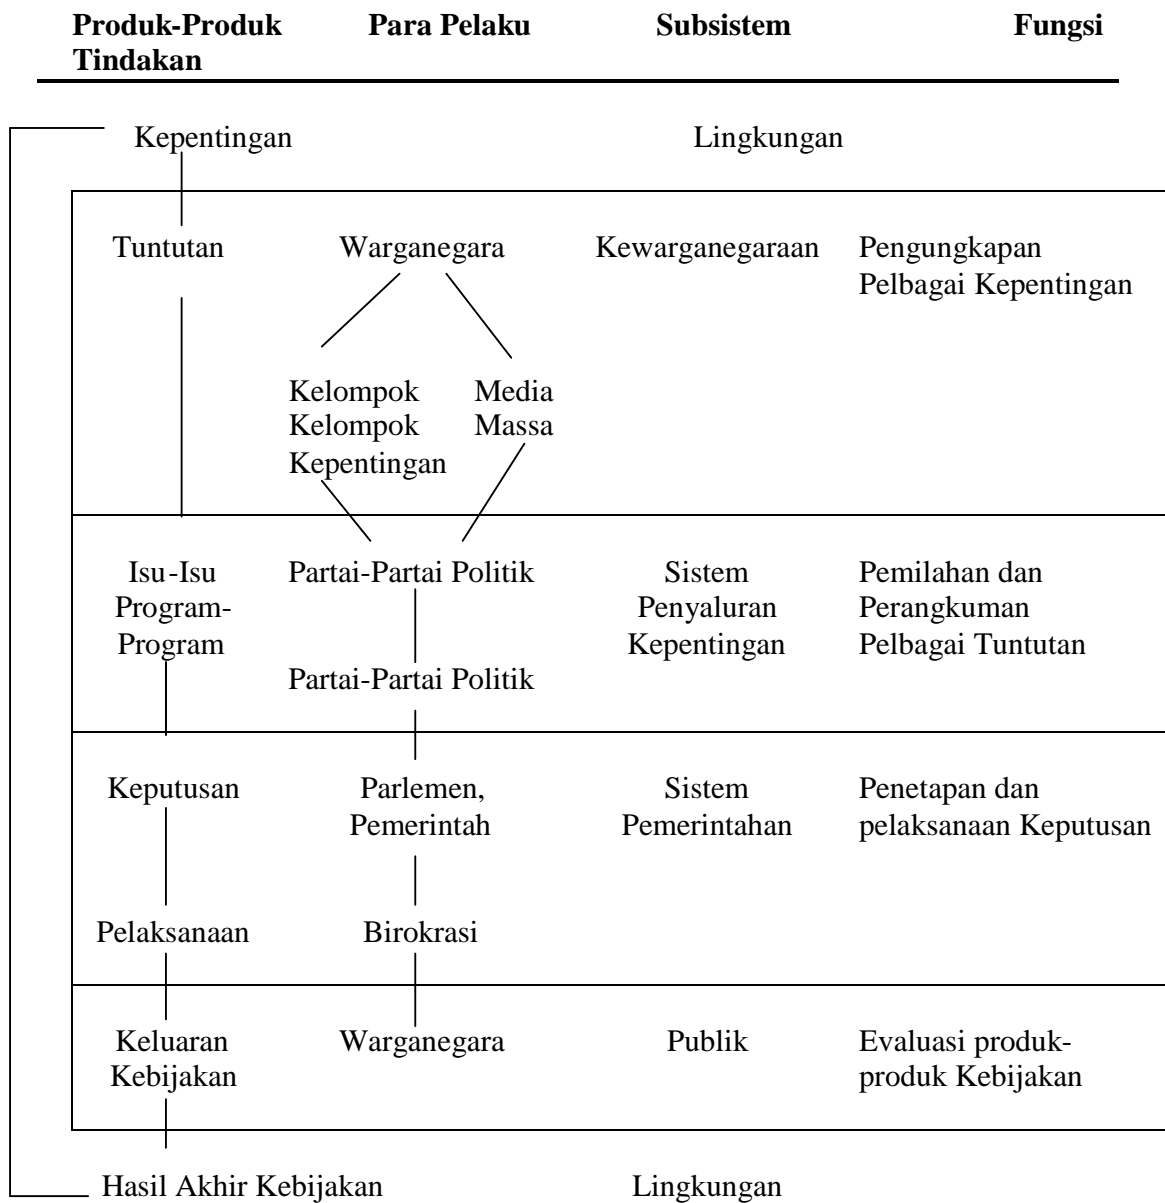 Produk-Produk Tindakan Para Pelaku Subsistem Fungsi
Kepentingan Lingkungan
Tuntutan Warganegara Kewarganegaraan Pengungkapan
Pelbagai Kepentingan
Kelompok Media
Kelompok Massa
Kepentingan
Isu-Isu Partai-Partai Politik Sistem Pemilahan dan
Program- Penyaluran Perangkuman
Program Kepentingan Pelbagai Tuntutan
Partai-Partai Politik
Keputusan Parlemen, Sistem Penetapan dan
Pemerintah Pemerintahan pelaksanaan Keputusan
Pelaksanaan Birokrasi
Keluaran Warganegara Publik Evaluasi produk-
Kebijakan produk Kebijakan
Hasil Akhir Kebijakan Lingkungan